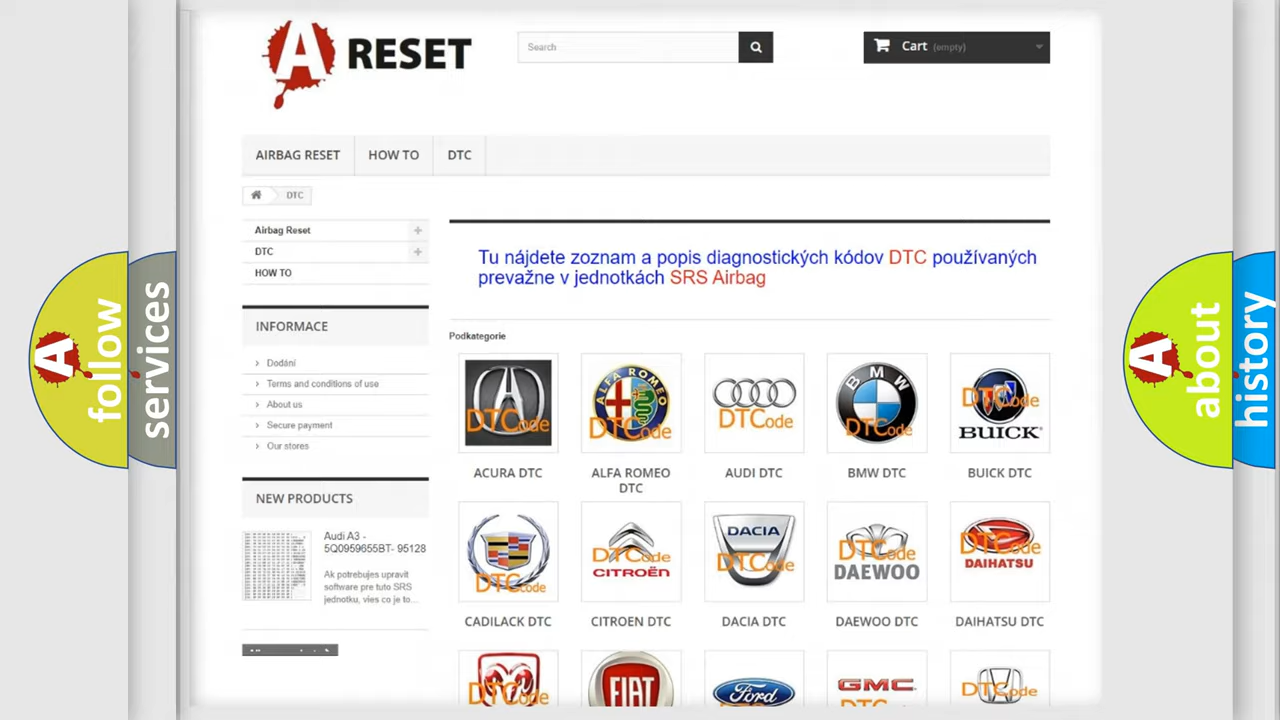 A RESET
Search
Cart (empty)
AIRBAG RESET
HOW TO
DTC
DTC
Airbag Reset
DTC
HOW TO
INFORMACE
Dodání
Terms and conditions of use
About us
Secure payment
Our stores
NEW PRODUCTS
Audi A3 -
5Q0959655BT- 95128
Ak potrebujes upravit
software pre tuto SRS
jednotku, vies co je to...
Tu nájdete zoznam a popis diagnostických kódov DTC používaných
prevažne v jednotkách SRS Airbag
Podkategorie
DTCode
ALFA ROMEO
DTCode
DTCode
BMW
DTCode
DTCode
BUICK
ACURA DTC
ALFA ROMEO
DTC
AUDI DTC
BMW DTC
BUICK DTC
DTCode
DTCode
CITROËN
DACIA
DTCode
DTCode
DAEWOO
DTCode
DAIHATSU
CADILACK DTC
CITROEN DTC
DACIA DTC
DAEWOO DTC
DAIHATSU DTC
DTCode
FIAT
Ford
GMC
DTCode
A follow
services
A about
history